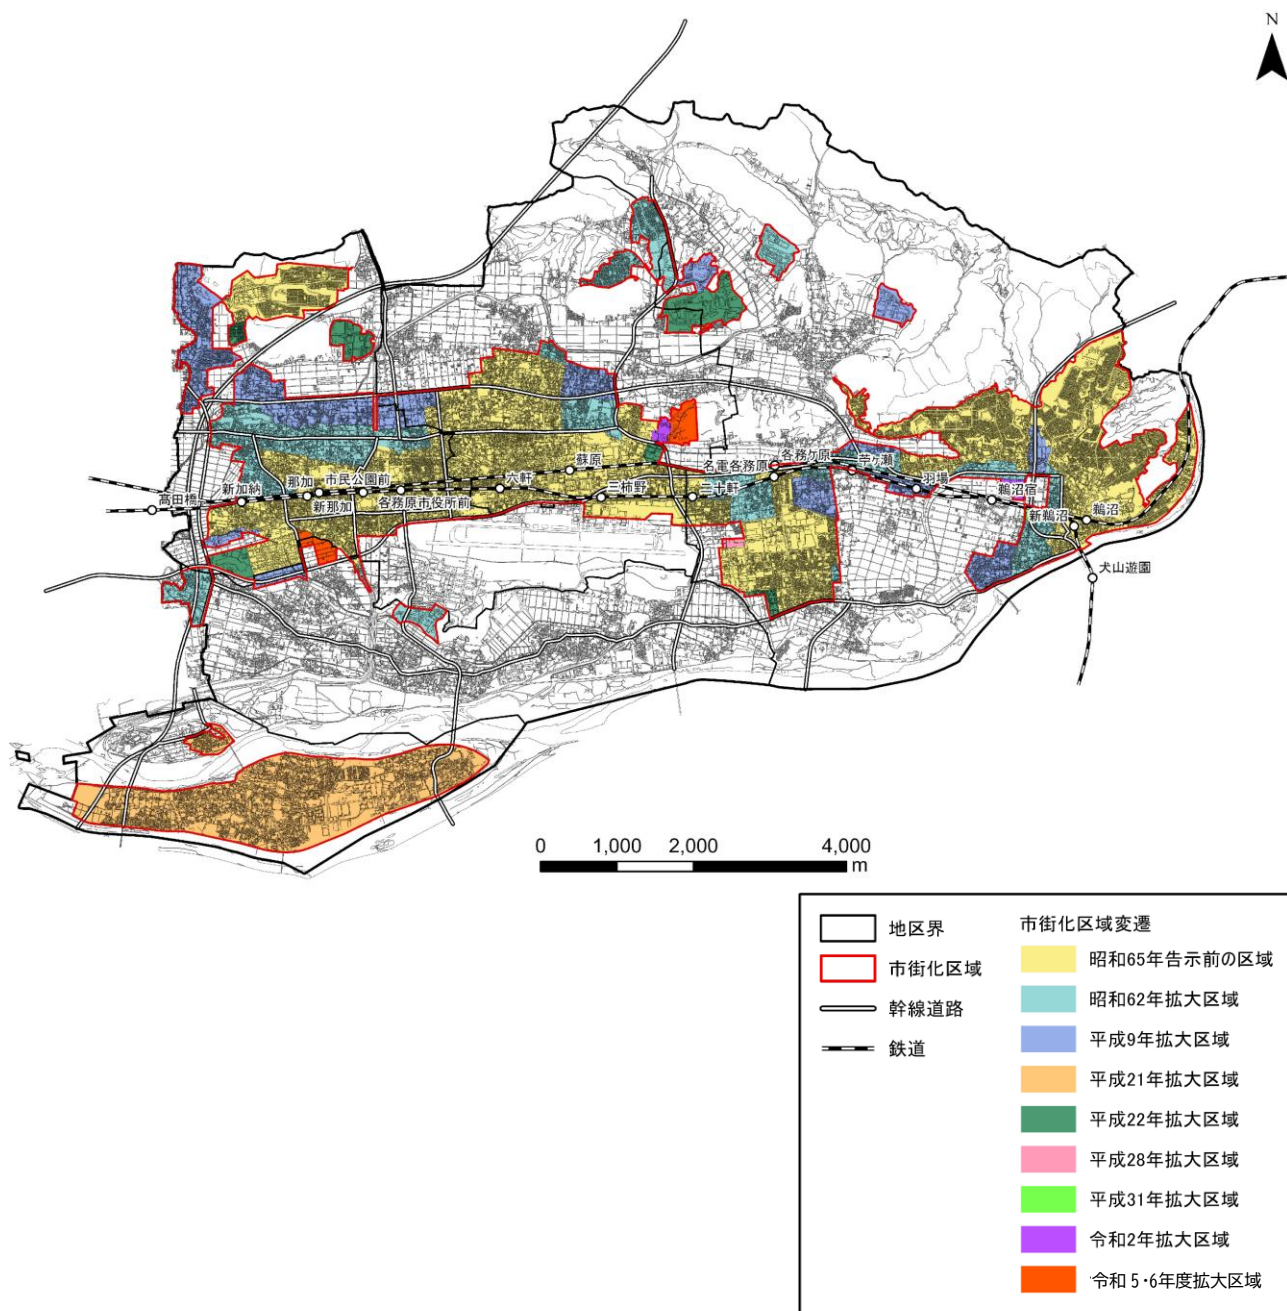 N
高田橋
新加納
那加
新那加
市民公園前
各務原市役所前
六軒
蘇原
三柿野
二十軒
名電各務原
各務ケ原
苧ヶ瀬
羽場
鵜沼宿
新鵜沼
鵜沼
犬山遊園
0 1,000 2,000 4,000
m
地区界
市街化区域
幹線道路
鉄道
市街化区域変遷
昭和65年告示前の区域
昭和62年拡大区域
平成9年拡大区域
平成21年拡大区域
平成22年拡大区域
平成28年拡大区域
平成31年拡大区域
令和2年拡大区域
令和5・6年度拡大区域